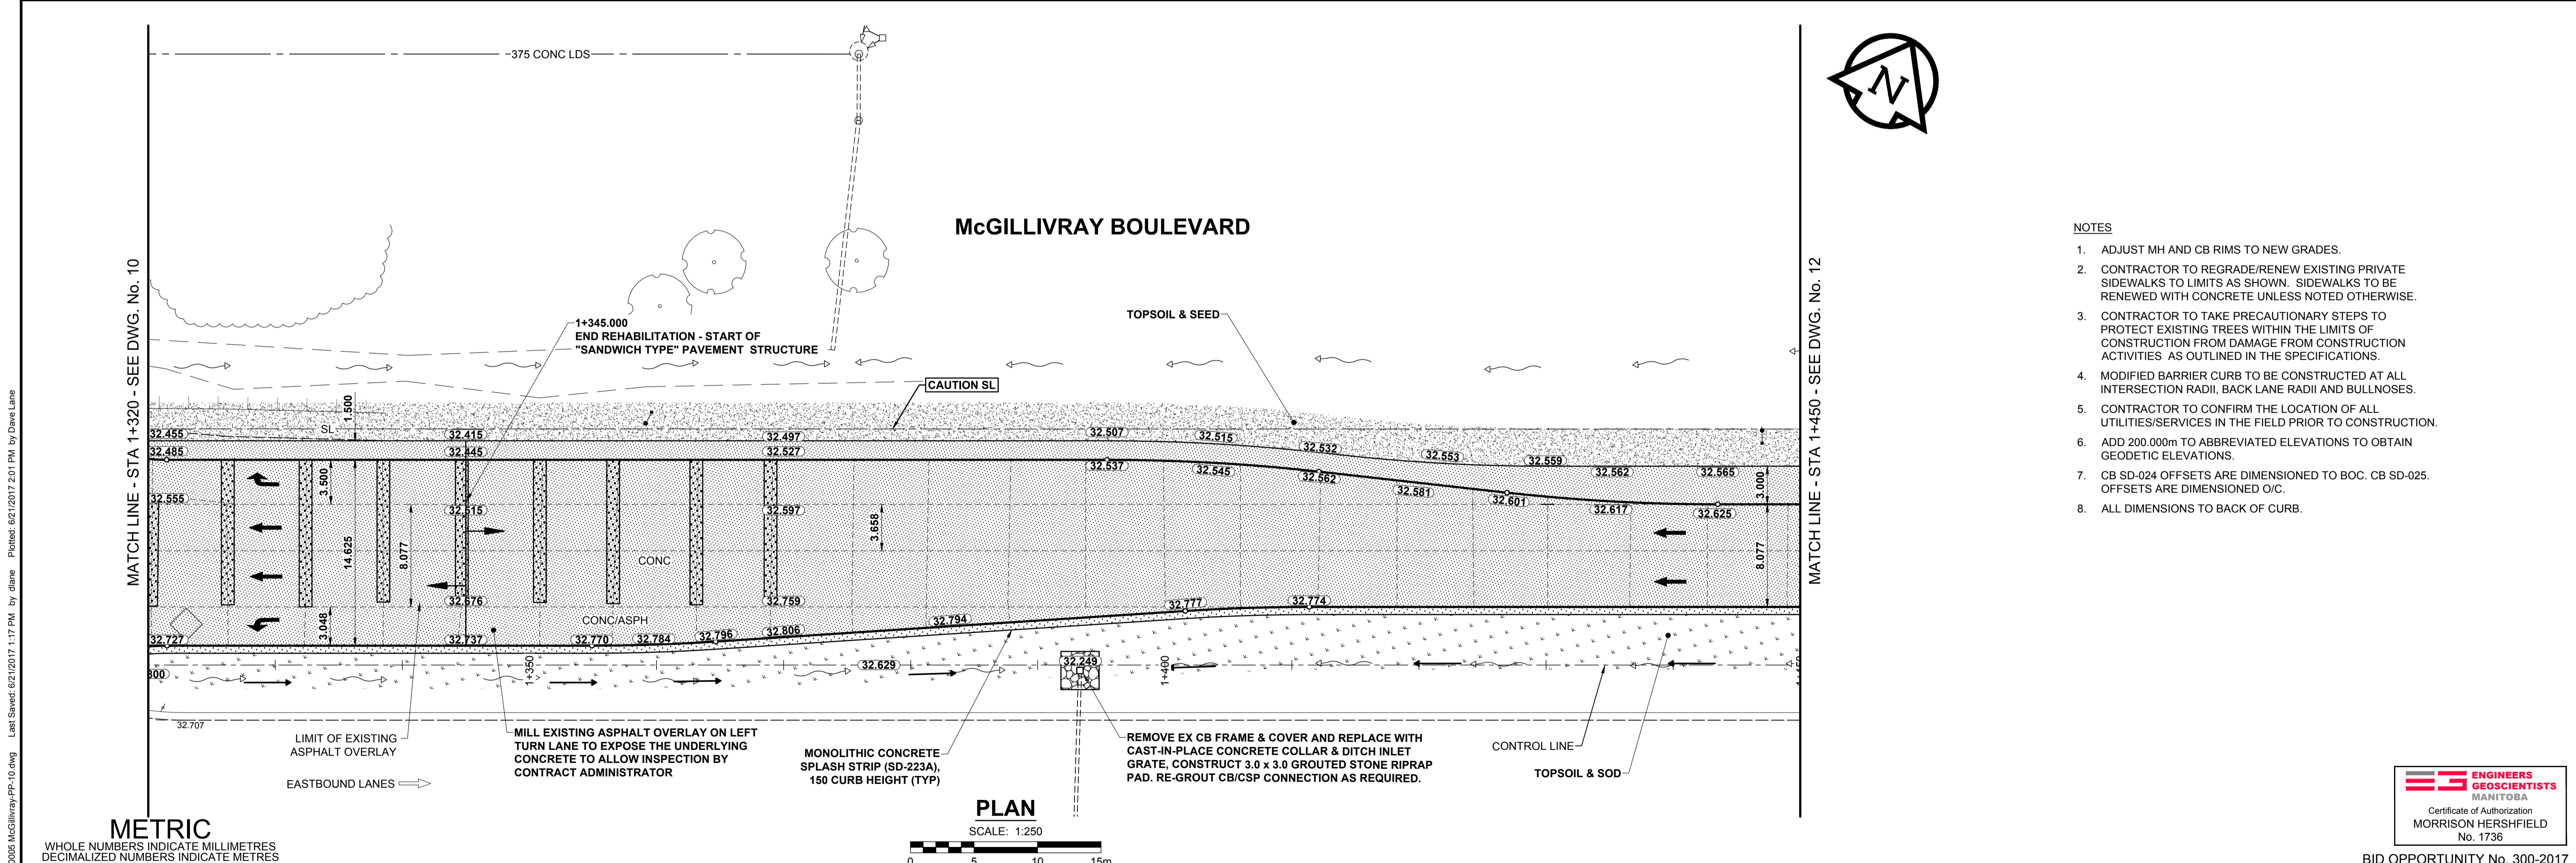 375 CONC LDS
McGILLIVRAY BOULEVARD
MATCH LINE - STA 1+320 - SEE DWG. No. 10
1+345.000
END REHABILITATION - START OF
"SANDWICH TYPE" PAVEMENT STRUCTURE
TOPSOIL & SEED
CAUTION SL
1.500
SL
32.455
32.415
32.497
32.507
32.515
32.532
32.553
32.559
32.562
32.565
32.485
32.445
32.527
32.537
32.545
32.562
32.581
32.601
32.617
32.625
3.500
3.000
32.555
32.515
32.597
3.658
14.625
8.077
CONC
8.077
32.676
32.759
32.777
32.774
3.048
CONC/ASPH
32.727
32.737
32.770
32.784
32.796
32.806
32.794
1+350
32.629
32.249
1+400
1+450
300
32.707
LIMIT OF EXISTING
ASPHALT OVERLAY
EASTBOUND LANES
MILL EXISTING ASPHALT OVERLAY ON LEFT
TURN LANE TO EXPOSE THE UNDERLYING
CONCRETE TO ALLOW INSPECTION BY
CONTRACT ADMINISTRATOR
MONOLITHIC CONCRETE
SPLASH STRIP (SD-223A),
150 CURB HEIGHT (TYP)
REMOVE EX CB FRAME & COVER AND REPLACE WITH
CAST-IN-PLACE CONCRETE COLLAR & DITCH INLET
GRATE, CONSTRUCT 3.0 x 3.0 GROUTED STONE RIPRAP
PAD. RE-GROUT CB/CSP CONNECTION AS REQUIRED.
CONTROL LINE
TOPSOIL & SOD
MATCH LINE - STA 1+450 - SEE DWG. No. 12
PLAN
SCALE: 1:250
0 5 10 15m
METRIC
WHOLE NUMBERS INDICATE MILLIMETRES
DECIMALIZED NUMBERS INDICATE METRES
0005 McGillivray-PP-10.dwg Last Saved: 6/21/2017 1:17 PM by dlane Plotted: 6/21/2017 2:01 PM by Dave Lane
N
NOTES
1. ADJUST MH AND CB RIMS TO NEW GRADES.
2. CONTRACTOR TO REGRADE/RENEW EXISTING PRIVATE
SIDEWALKS TO LIMITS AS SHOWN. SIDEWALKS TO BE
RENEWED WITH CONCRETE UNLESS NOTED OTHERWISE.
3. CONTRACTOR TO TAKE PRECAUTIONARY STEPS TO
PROTECT EXISTING TREES WITHIN THE LIMITS OF
CONSTRUCTION FROM DAMAGE FROM CONSTRUCTION
ACTIVITIES AS OUTLINED IN THE SPECIFICATIONS.
4. MODIFIED BARRIER CURB TO BE CONSTRUCTED AT ALL
INTERSECTION RADII, BACK LANE RADII AND BULLNOSES.
5. CONTRACTOR TO CONFIRM THE LOCATION OF ALL
UTILITIES/SERVICES IN THE FIELD PRIOR TO CONSTRUCTION.
6. ADD 200.000m TO ABBREVIATED ELEVATIONS TO OBTAIN
GEODETIC ELEVATIONS.
7. CB SD-024 OFFSETS ARE DIMENSIONED TO BOC. CB SD-025.
OFFSETS ARE DIMENSIONED O/C.
8. ALL DIMENSIONS TO BACK OF CURB.
ENGINEERS
GEOSCIENTISTS
MANITOBA
Certificate of Authorization
MORRISON HERSHFIELD
No. 1736
BID OPPORTUNITY No. 300-2017